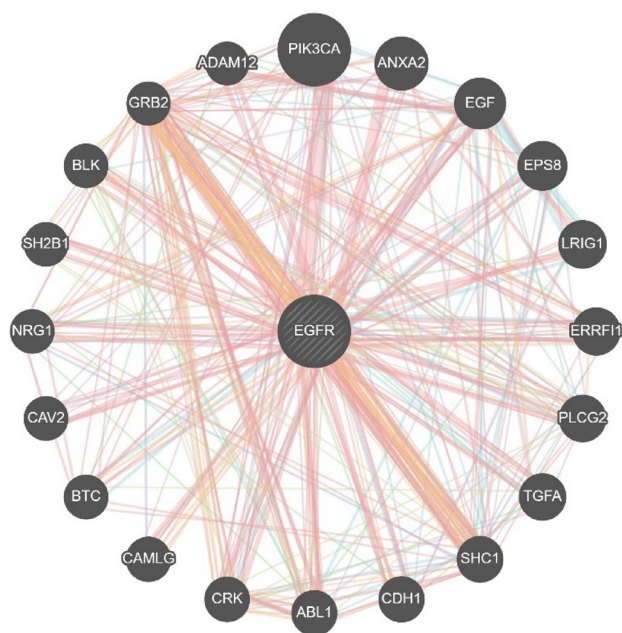 PIK3CA
ADAM12
ANXA2
GRB2
EGF
BLK
EPS8
SH2B1
LRIG1
NRG1
EGFR
ERRFI1
CAV2
PLCG2
BTC
TGFA
CAMLG
SHC1
CRK
ABL1
CDH1